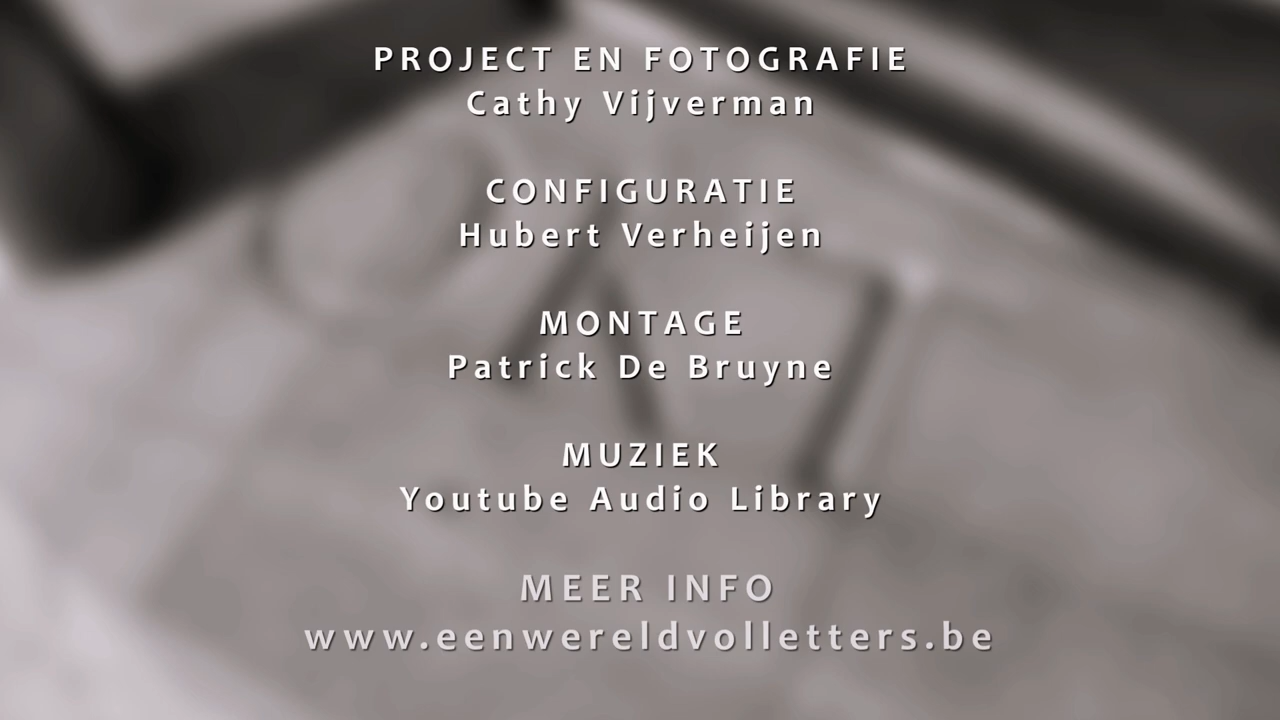 PROJECT EN FOTOGRAFIE
Cathy Vijverman
CONFIGURATIE
Hubert Verheijen
MONTAGE
Patrick De Bruyne
MUZIEK
Youtube Audio Library
MEER INFO
www.eenwereldvolletters.be